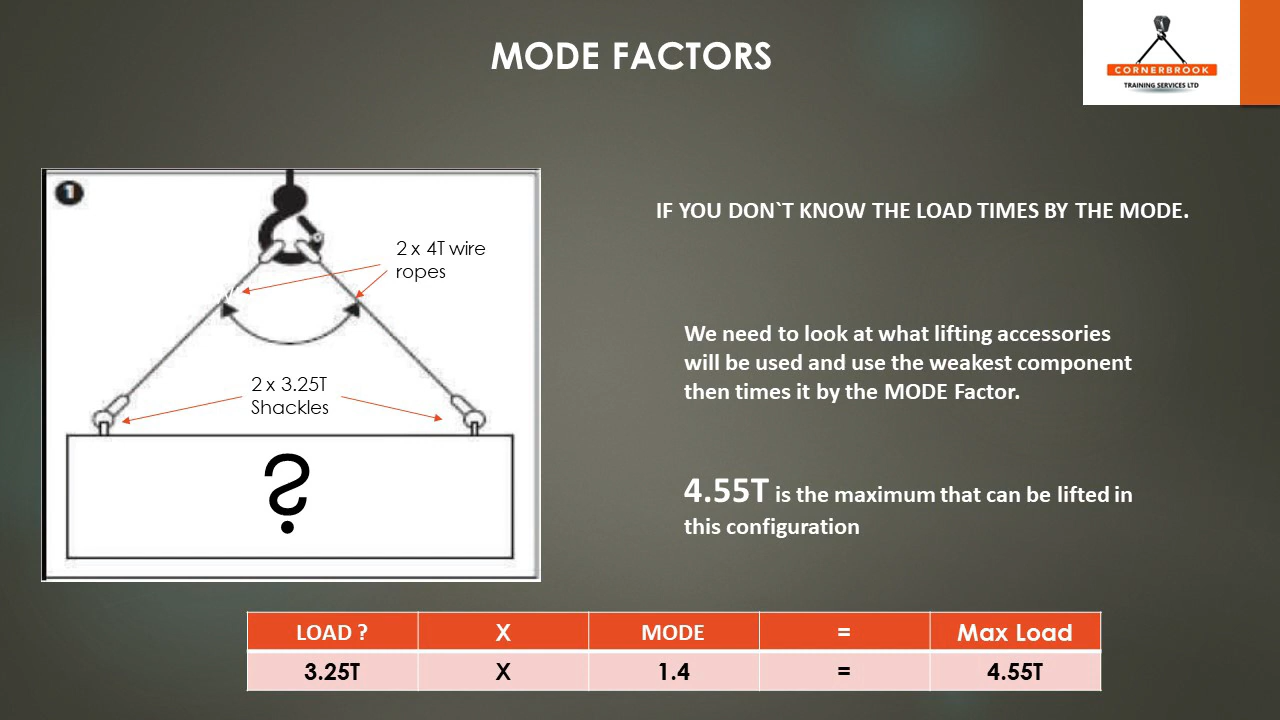 MODE FACTORS
CORNERBROOK
TRAINING SERVICES LTD
1
2 x 4T wire
ropes
2 x 3.25T
Shackles
?
IF YOU DON`T KNOW THE LOAD TIMES BY THE MODE.
We need to look at what lifting accessories
will be used and use the weakest component
then times it by the MODE Factor.
4.55T is the maximum that can be lifted in
this configuration
LOAD ? X MODE = Max Load
3.25T X 1.4 = 4.55T